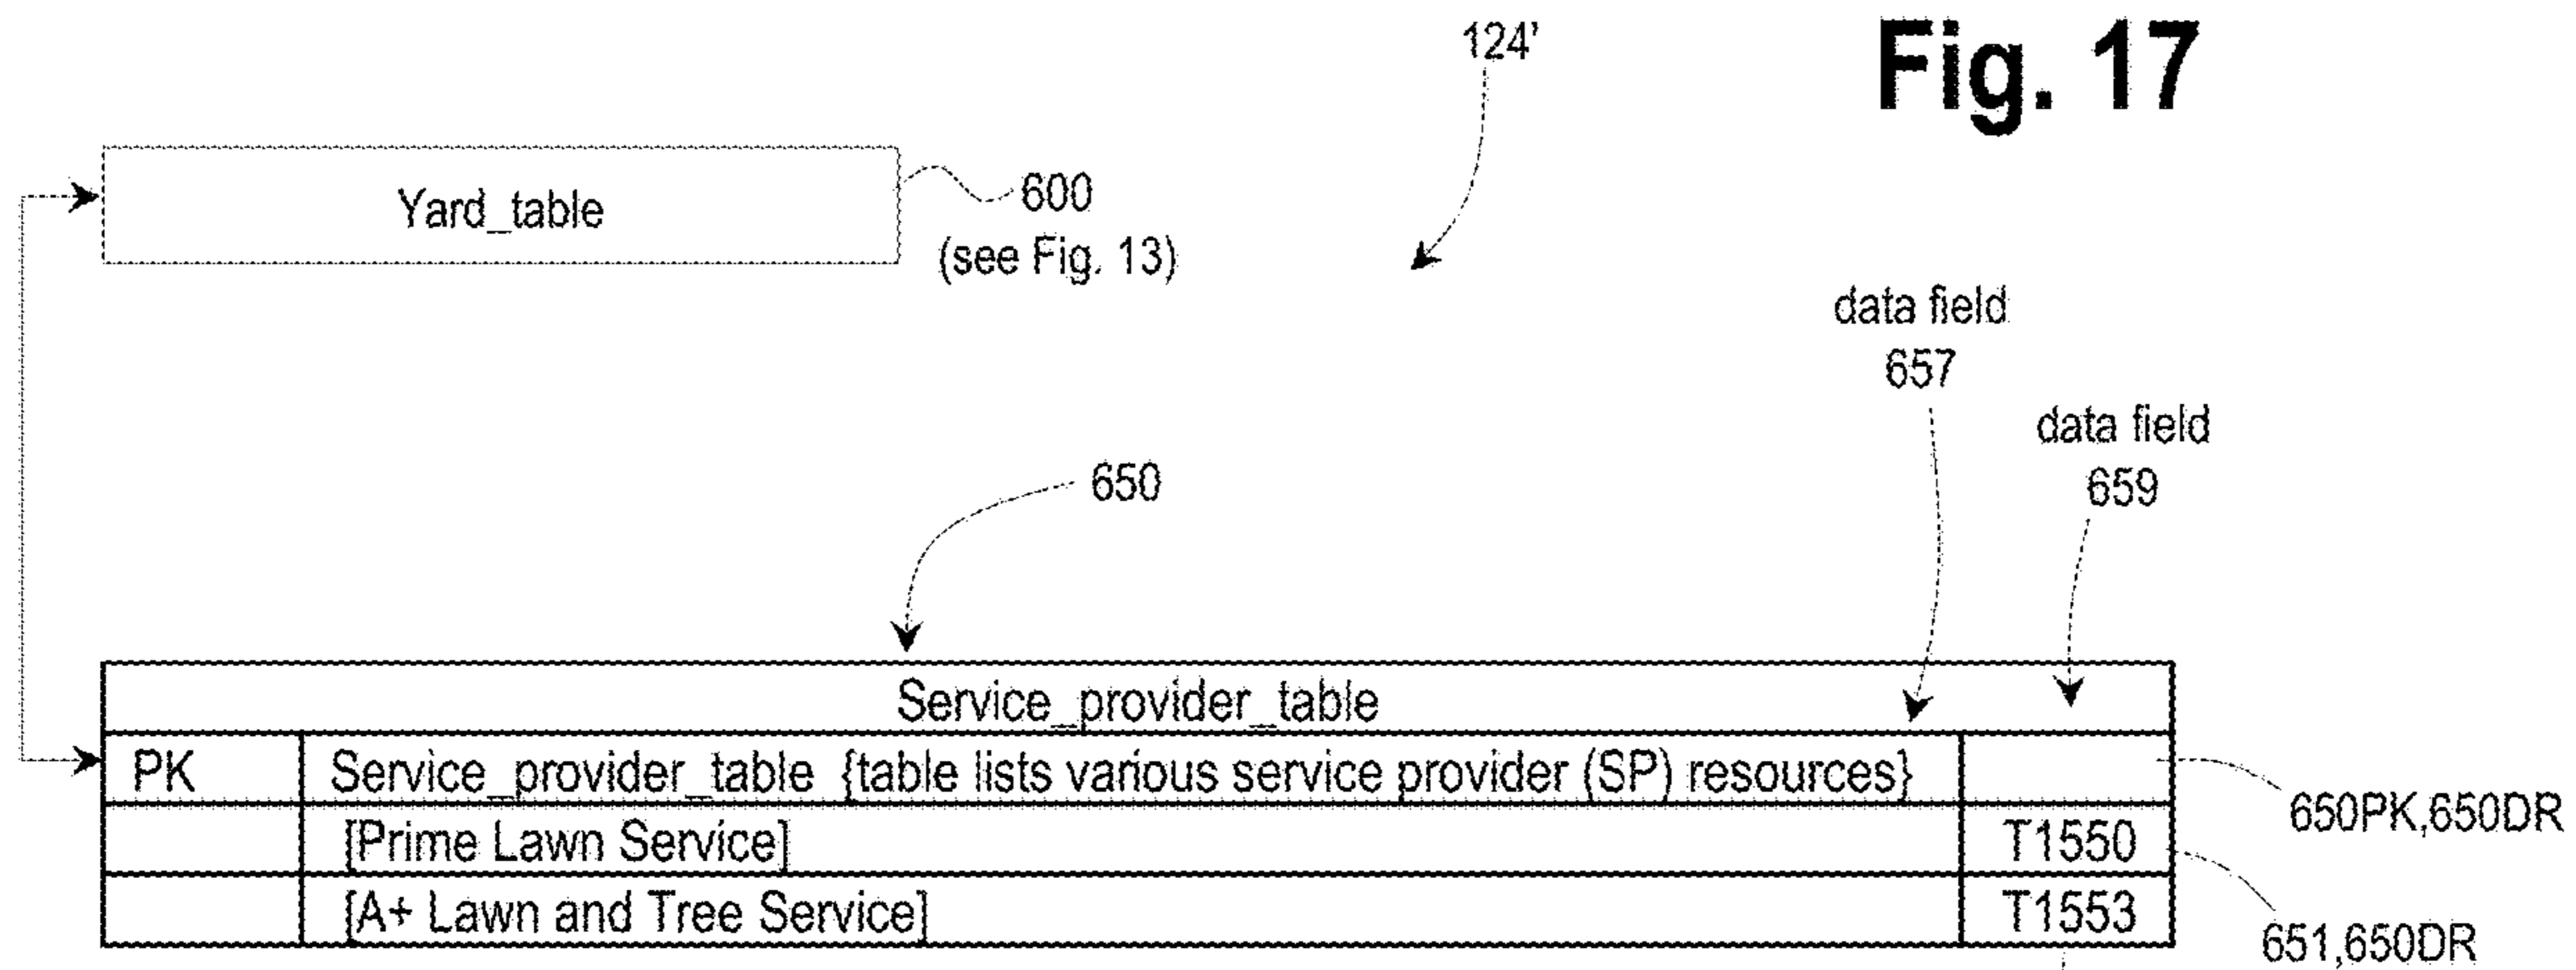 Fig. 17
124'
Yard_table
600
(see Fig. 13)
data field
657
data field
659
650
Service_provider_table
PK Service_provider_table {table lists various service provider (SP) resources}
650PK,650DR
[Prime Lawn Service] T1550
[A+ Lawn and Tree Service] T1553
651,650DR